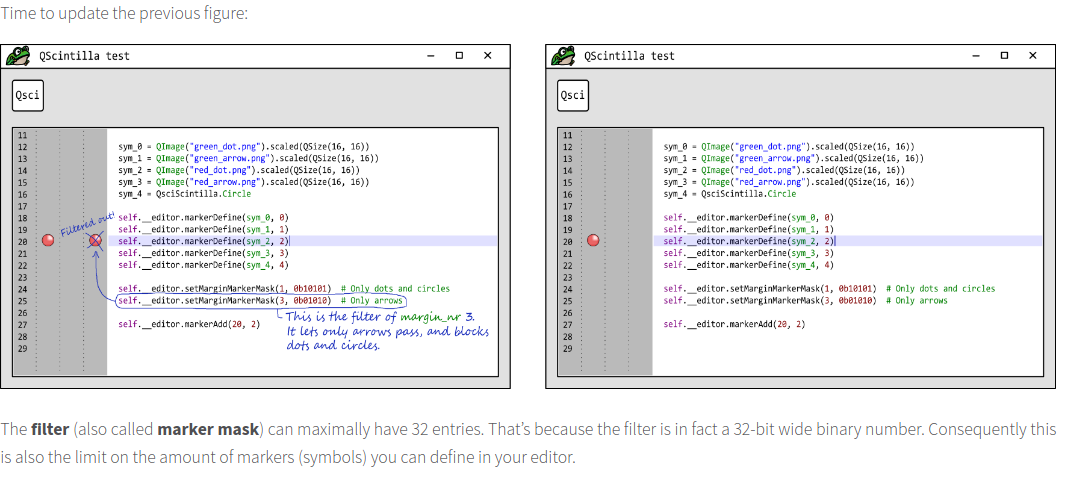 Time to update the previous figure:
QScintilla test
Qsci
11
12 sym_0 = QImage("green_dot.png").scaled(QSize(16, 16))
13 sym_1 = QImage("green_arrow.png").scaled(QSize(16, 16))
14 sym_2 = QImage("red_dot.png").scaled(QSize(16, 16))
15 sym_3 = QImage("red_arrow.png").scaled(QSize(16, 16))
16 sym_4 = QsciScintilla.Circle
17
18 self.__editor.markerDefine(sym_0, 0)
Filtered out!
19 self.__editor.markerDefine(sym_1, 1)
20 self.__editor.markerDefine(sym_2, 2)
21 self.__editor.markerDefine(sym_3, 3)
22 self.__editor.markerDefine(sym_4, 4)
23
24 self.__editor.setMarginMarkerMask(1, 0b10101) # Only dots and circles
25 self.__editor.setMarginMarkerMask(3, 0b01010) # Only arrows
26
27 self.__editor.markerAdd(20, 2)
28
29
This is the filter of margin_nr 3.
It lets only arrows pass, and blocks
dots and circles.
QScintilla test
Qsci
11
12 sym_0 = QImage("green_dot.png").scaled(QSize(16, 16))
13 sym_1 = QImage("green_arrow.png").scaled(QSize(16, 16))
14 sym_2 = QImage("red_dot.png").scaled(QSize(16, 16))
15 sym_3 = QImage("red_arrow.png").scaled(QSize(16, 16))
16 sym_4 = QsciScintilla.Circle
17
18 self.__editor.markerDefine(sym_0, 0)
19 self.__editor.markerDefine(sym_1, 1)
20 self.__editor.markerDefine(sym_2, 2)
21 self.__editor.markerDefine(sym_3, 3)
22 self.__editor.markerDefine(sym_4, 4)
23
24 self.__editor.setMarginMarkerMask(1, 0b10101) # Only dots and circles
25 self.__editor.setMarginMarkerMask(3, 0b01010) # Only arrows
26
27 self.__editor.markerAdd(20, 2)
28
29
The filter (also called marker mask) can maximally have 32 entries. That's because the filter is in fact a 32-bit wide binary number. Consequently this
is also the limit on the amount of markers (symbols) you can define in your editor.